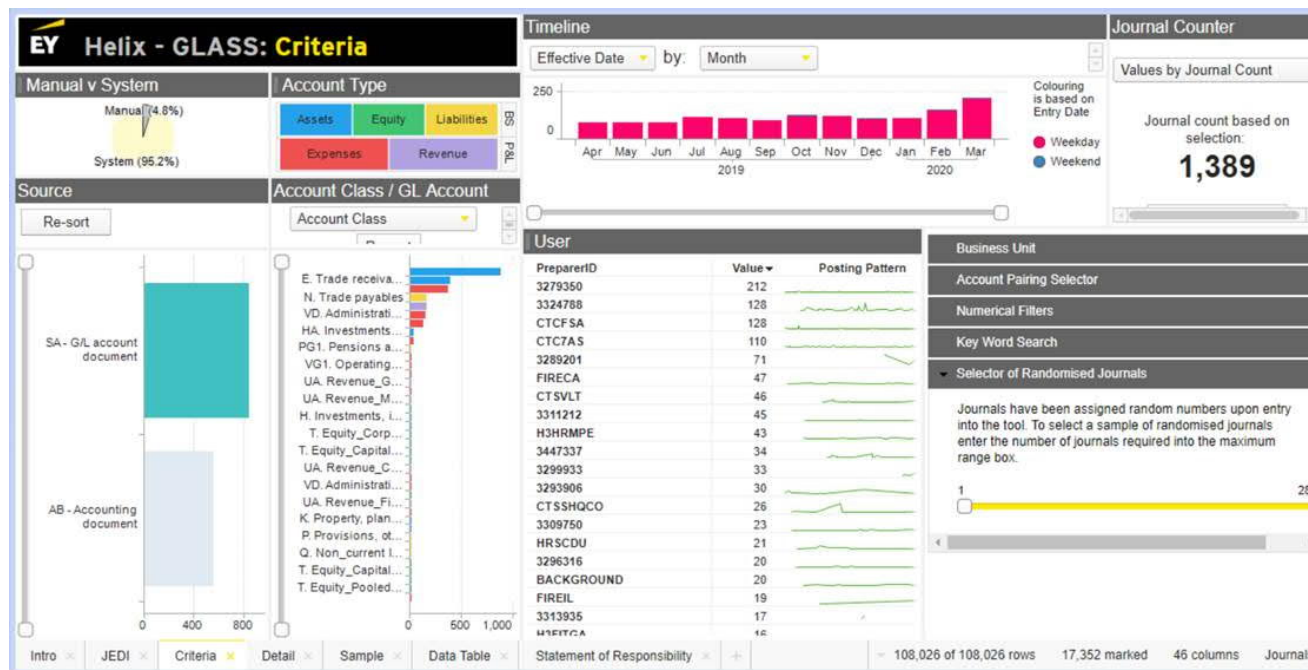 EY Helix - GLASS: Criteria
Manual v System
Manual (4.8%)
System (95.2%)
Account Type
Assets Equity Liabilities BS
Expenses Revenue P&L
Source
Re-sort
SA - G/L account
document
AB - Accounting
document
0 400 800
Account Class / GL Account
Account Class
E. Trade receiva...
N. Trade payables
VD. Administrati...
HA. Investments...
PG1. Pensions a...
VG1. Operating...
UA. Revenue_G...
UA. Revenue_M...
H. Investments, i...
T. Equity_Corp...
T. Equity_Capital...
UA. Revenue_C...
VD. Administrati...
UA. Revenue_Fi...
K. Property, plan...
P. Provisions, ot...
Q. Non_current l...
T. Equity_Capital...
T. Equity_Pooled...
0 500 1,000
Timeline
Effective Date by: Month
250
0
Apr May Jun Jul Aug Sep Oct Nov Dec Jan Feb Mar
2019 2020
Colouring
is based on
Entry Date
Weekday
Weekend
Journal Counter
Values by Journal Count
Journal count based on
selection:
1,389
User
PreparerID Value Posting Pattern
3279350 212
3324788 128
CTCFSA 128
CTC7AS 110
3289201 71
FIRECA 47
CTSVLT 46
3311212 45
H3HRMPE 43
3447337 34
3299933 33
3293906 30
CTSSHQCO 26
3309750 23
HRSCDU 21
3296316 20
BACKGROUND 20
FIREIL 19
3313935 17
16
Business Unit
Account Pairing Selector
Numerical Filters
Key Word Search
Selector of Randomised Journals
Journals have been assigned random numbers upon entry
into the tool. To select a sample of randomised journals
enter the number of journals required into the maximum
range box.
1 28
Intro JEDI Criteria Detail Sample Data Table Statement of Responsibility 108,026 of 108,026 rows 17,352 marked 46 columns Journal